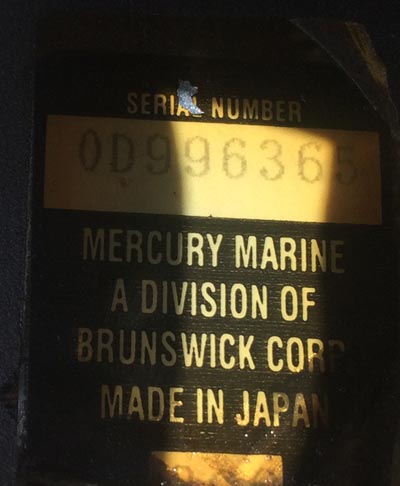 SERIAL NUMBER
0D996365
MERCURY MARINE
A DIVISION OF
BRUNSWICK CORP
MADE IN JAPAN